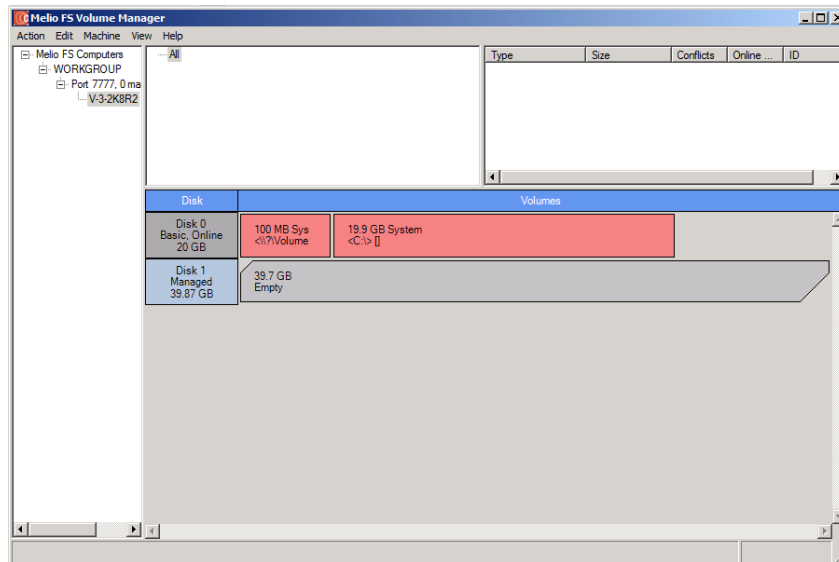 Melio FS Volume Manager
Action Edit Machine View Help
Melio FS Computers
WORKGROUP
Port 7777, 0 ma
V-3-2K8R2
All
Type Size Conflicts Online ... ID
Disk Volumes
Disk 0
Basic, Online
20 GB
100 MB Sys
<\\?\Volume
19.9 GB System
<C:\> []
Disk 1
Managed
39.87 GB
39.7 GB
Empty